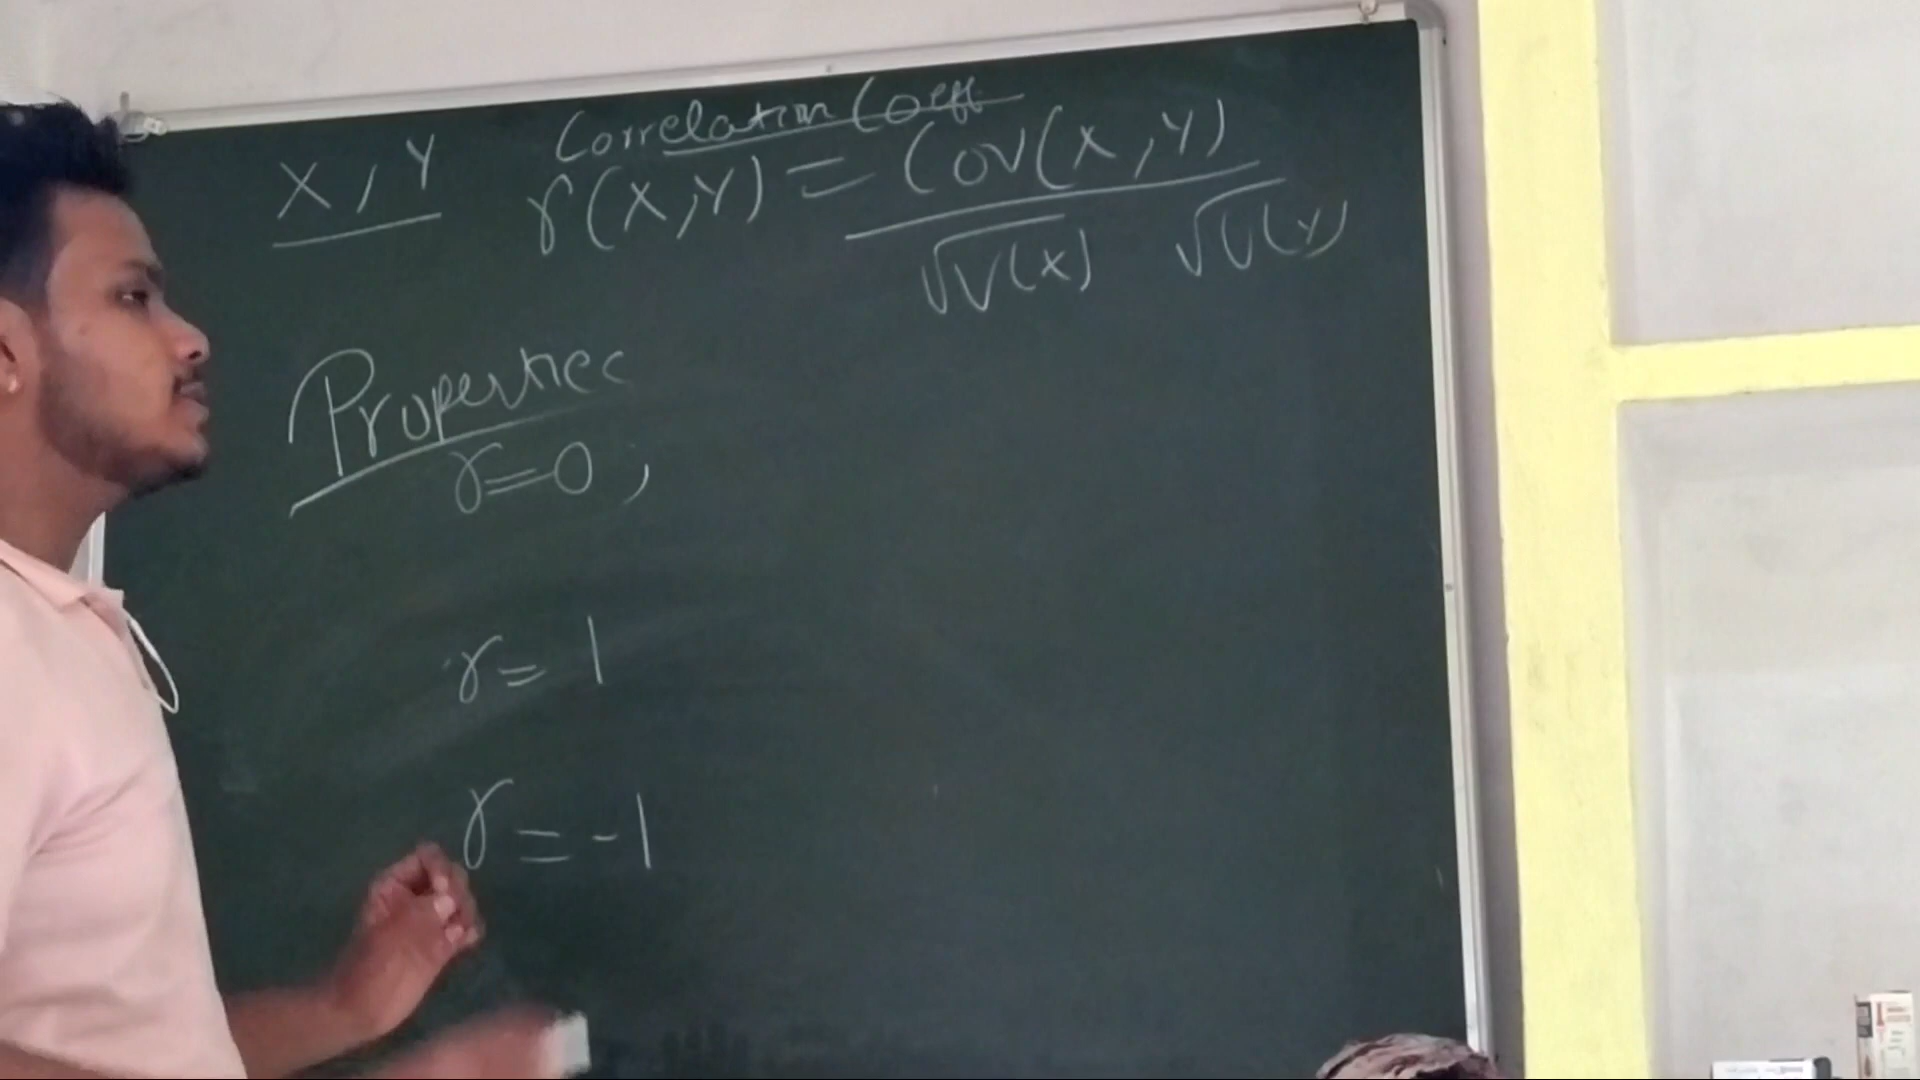 Correlation Coeff
X, Y r(X,Y) = Cov(X,Y) / √V(X) √V(Y)
Properties
r=0,
r=1
r=-1